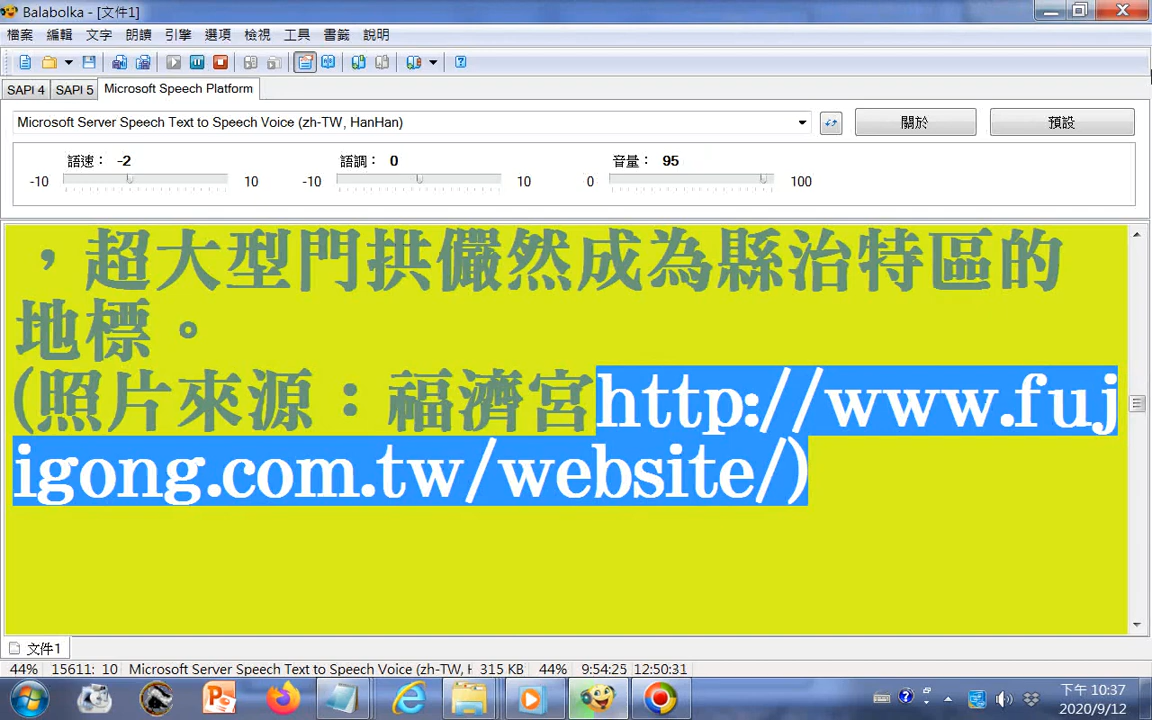 Balabolka - [文件1]
檔案 編輯 文字 朗讀 引擎 選項 檢視 工具 書籤 說明
SAPI 4 SAPI 5 Microsoft Speech Platform
Microsoft Server Speech Text to Speech Voice (zh-TW, HanHan) 關於 預設
語速： -2 語調： 0 音量： 95
-10 10 -10 10 0 100
，超大型門拱儼然成為縣治特區的
地標。
(照片來源：福濟宮http://www.fuj
igong.com.tw/website/)
文件1
44% 15611: 10 Microsoft Server Speech Text to Speech Voice (zh-TW, H 315 KB 44% 9:54:25 12:50:31
下午 10:37
2020/9/12